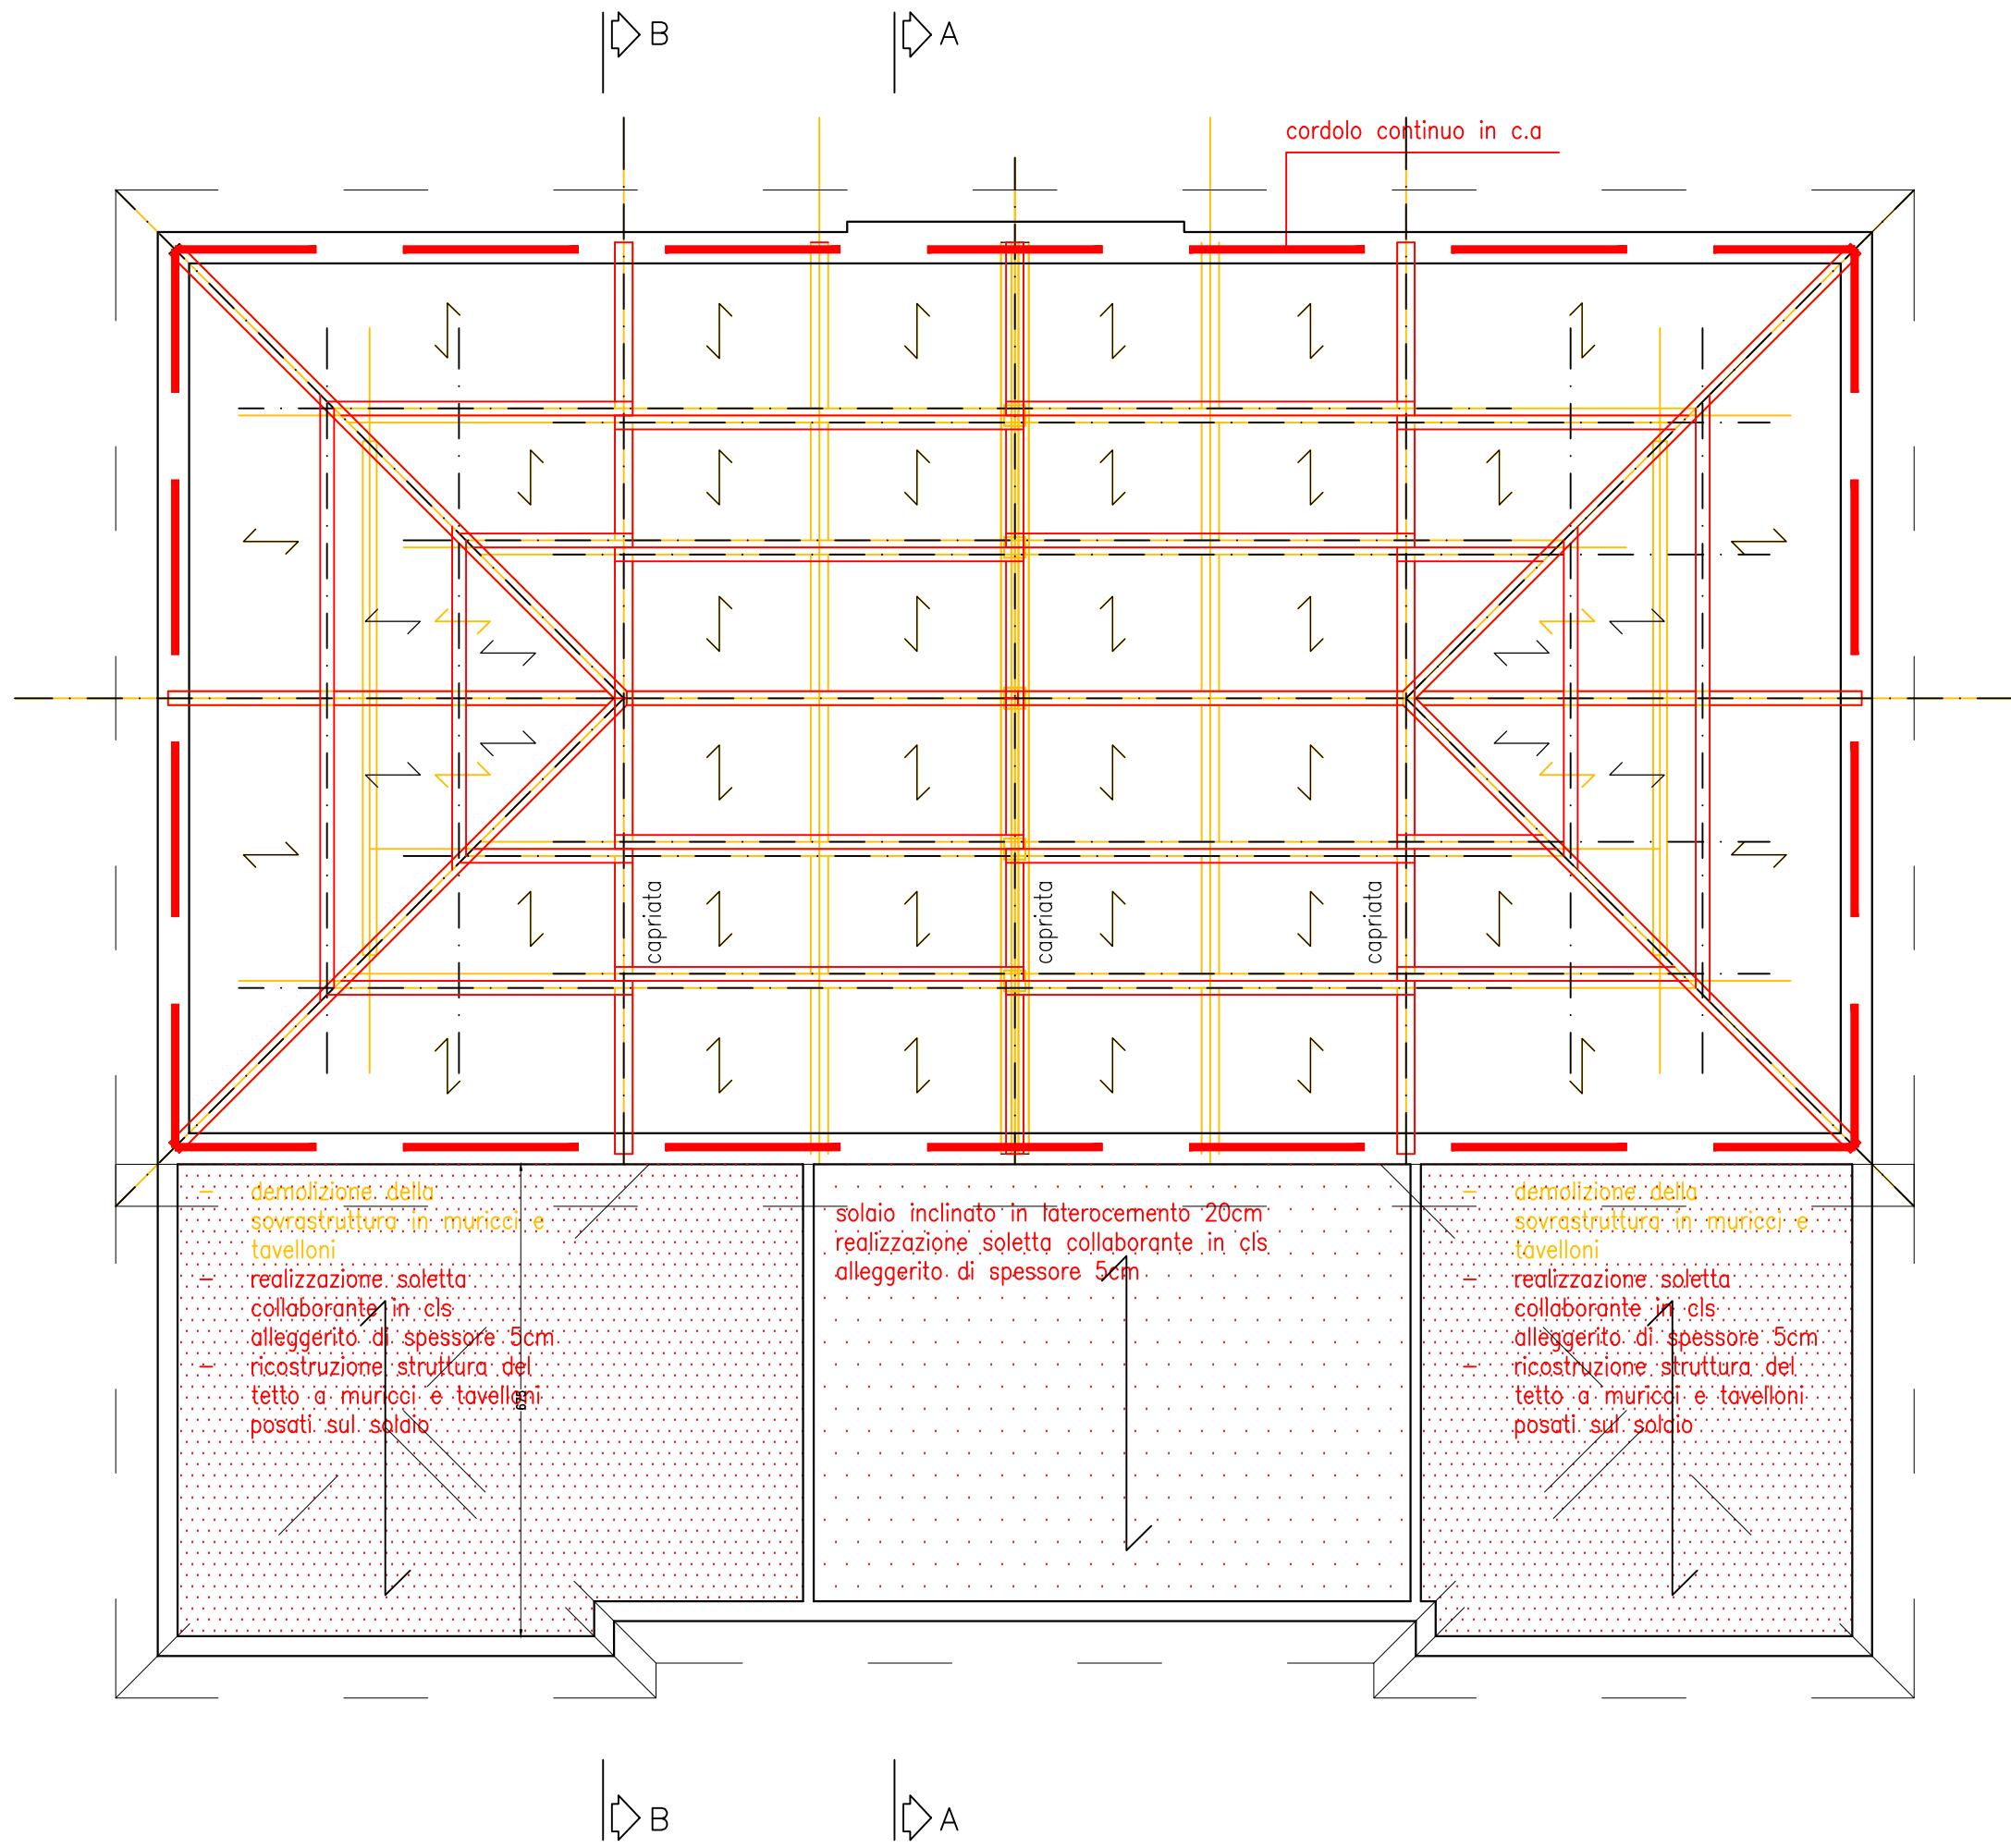 B
A
cordolo continuo in c.a
capriata
capriata
capriata
- demolizione della
sovrastruttura in muricci e
tavelloni
- realizzazione soletta
collaborante in cls
alleggerito di spessore 5cm
- ricostruzione struttura del
tetto a muricci e tavelloni
posati sul solaio
679
solaio inclinato in laterocemento 20cm
realizzazione soletta collaborante in cls
alleggerito di spessore 5cm
- demolizione della
sovrastruttura in muricci e
tavelloni
- realizzazione soletta
collaborante in cls
alleggerito di spessore 5cm
- ricostruzione struttura del
tetto a muricci e tavelloni
posati sul solaio
B
A